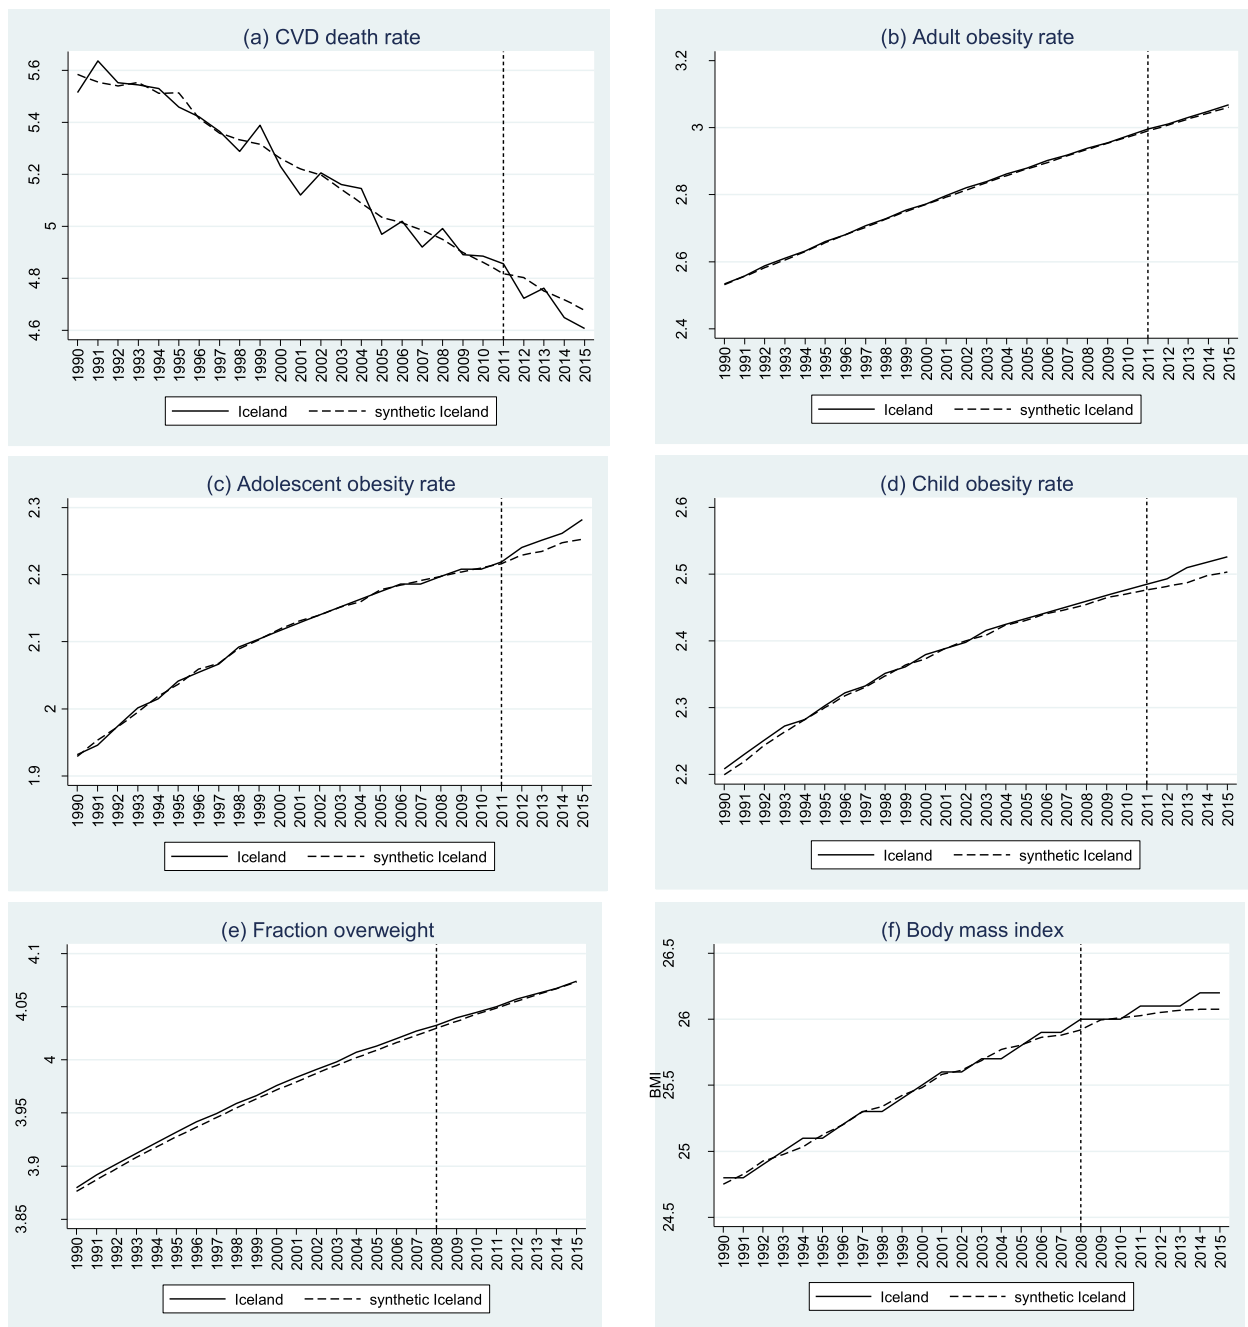 (a) CVD death rate
5.6
5.4
5.2
5
4.8
4.6
1990 1991 1992 1993 1994 1995 1996 1997 1998 1999 2000 2001 2002 2003 2004 2005 2006 2007 2008 2009 2010 2011 2012 2013 2014 2015
Iceland synthetic Iceland
(b) Adult obesity rate
3.2
3
2.8
2.6
2.4
1990 1991 1992 1993 1994 1995 1996 1997 1998 1999 2000 2001 2002 2003 2004 2005 2006 2007 2008 2009 2010 2011 2012 2013 2014 2015
Iceland synthetic Iceland
(c) Adolescent obesity rate
2.3
2.2
2.1
2
1.9
1990 1991 1992 1993 1994 1995 1996 1997 1998 1999 2000 2001 2002 2003 2004 2005 2006 2007 2008 2009 2010 2011 2012 2013 2014 2015
Iceland synthetic Iceland
(d) Child obesity rate
2.6
2.5
2.4
2.3
2.2
1990 1991 1992 1993 1994 1995 1996 1997 1998 1999 2000 2001 2002 2003 2004 2005 2006 2007 2008 2009 2010 2011 2012 2013 2014 2015
Iceland synthetic Iceland
(e) Fraction overweight
4.1
4.05
4
3.95
3.9
3.85
1990 1991 1992 1993 1994 1995 1996 1997 1998 1999 2000 2001 2002 2003 2004 2005 2006 2007 2008 2009 2010 2011 2012 2013 2014 2015
Iceland synthetic Iceland
(f) Body mass index
BMI
26.5
26
25.5
25
24.5
1990 1991 1992 1993 1994 1995 1996 1997 1998 1999 2000 2001 2002 2003 2004 2005 2006 2007 2008 2009 2010 2011 2012 2013 2014 2015
Iceland synthetic Iceland